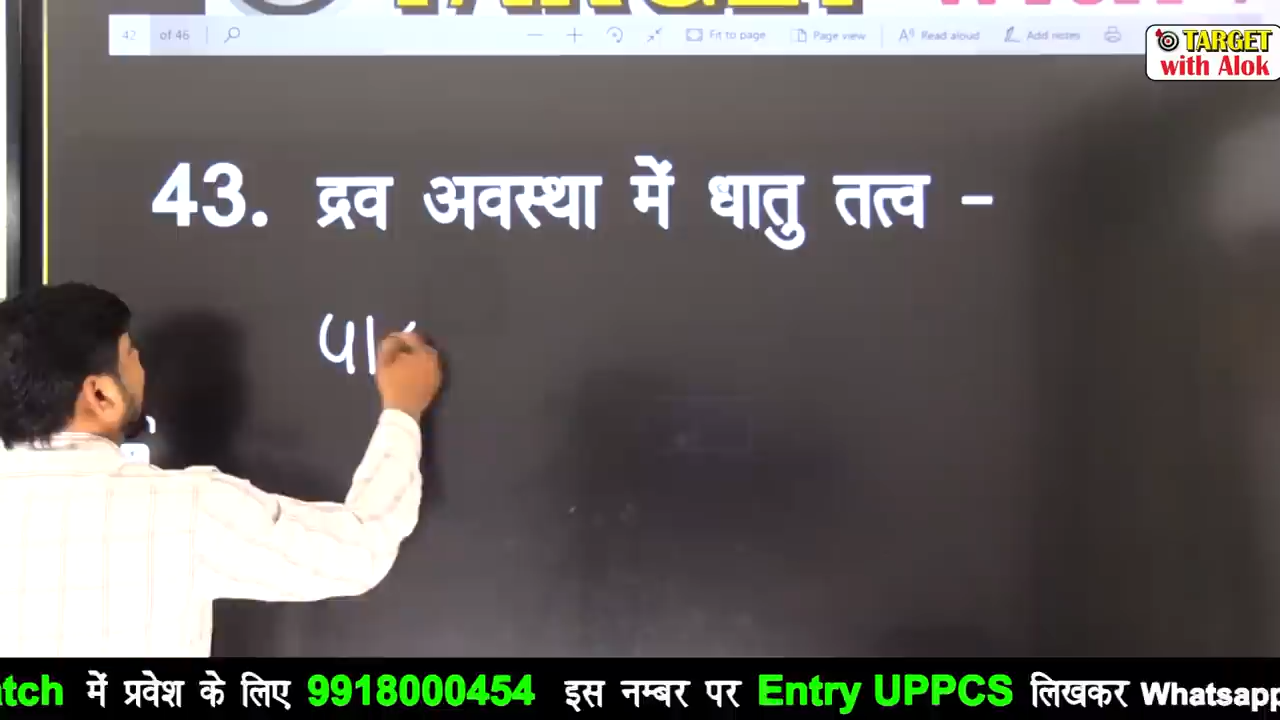 42 of 46 Fit to page Page view Read aloud Add notes
TARGET
with Alok
43. द्रव अवस्था में धातु तत्व -
में प्रवेश के लिए 9918000454 इस नम्बर पर Entry UPPCS लिखकर Whatsapp